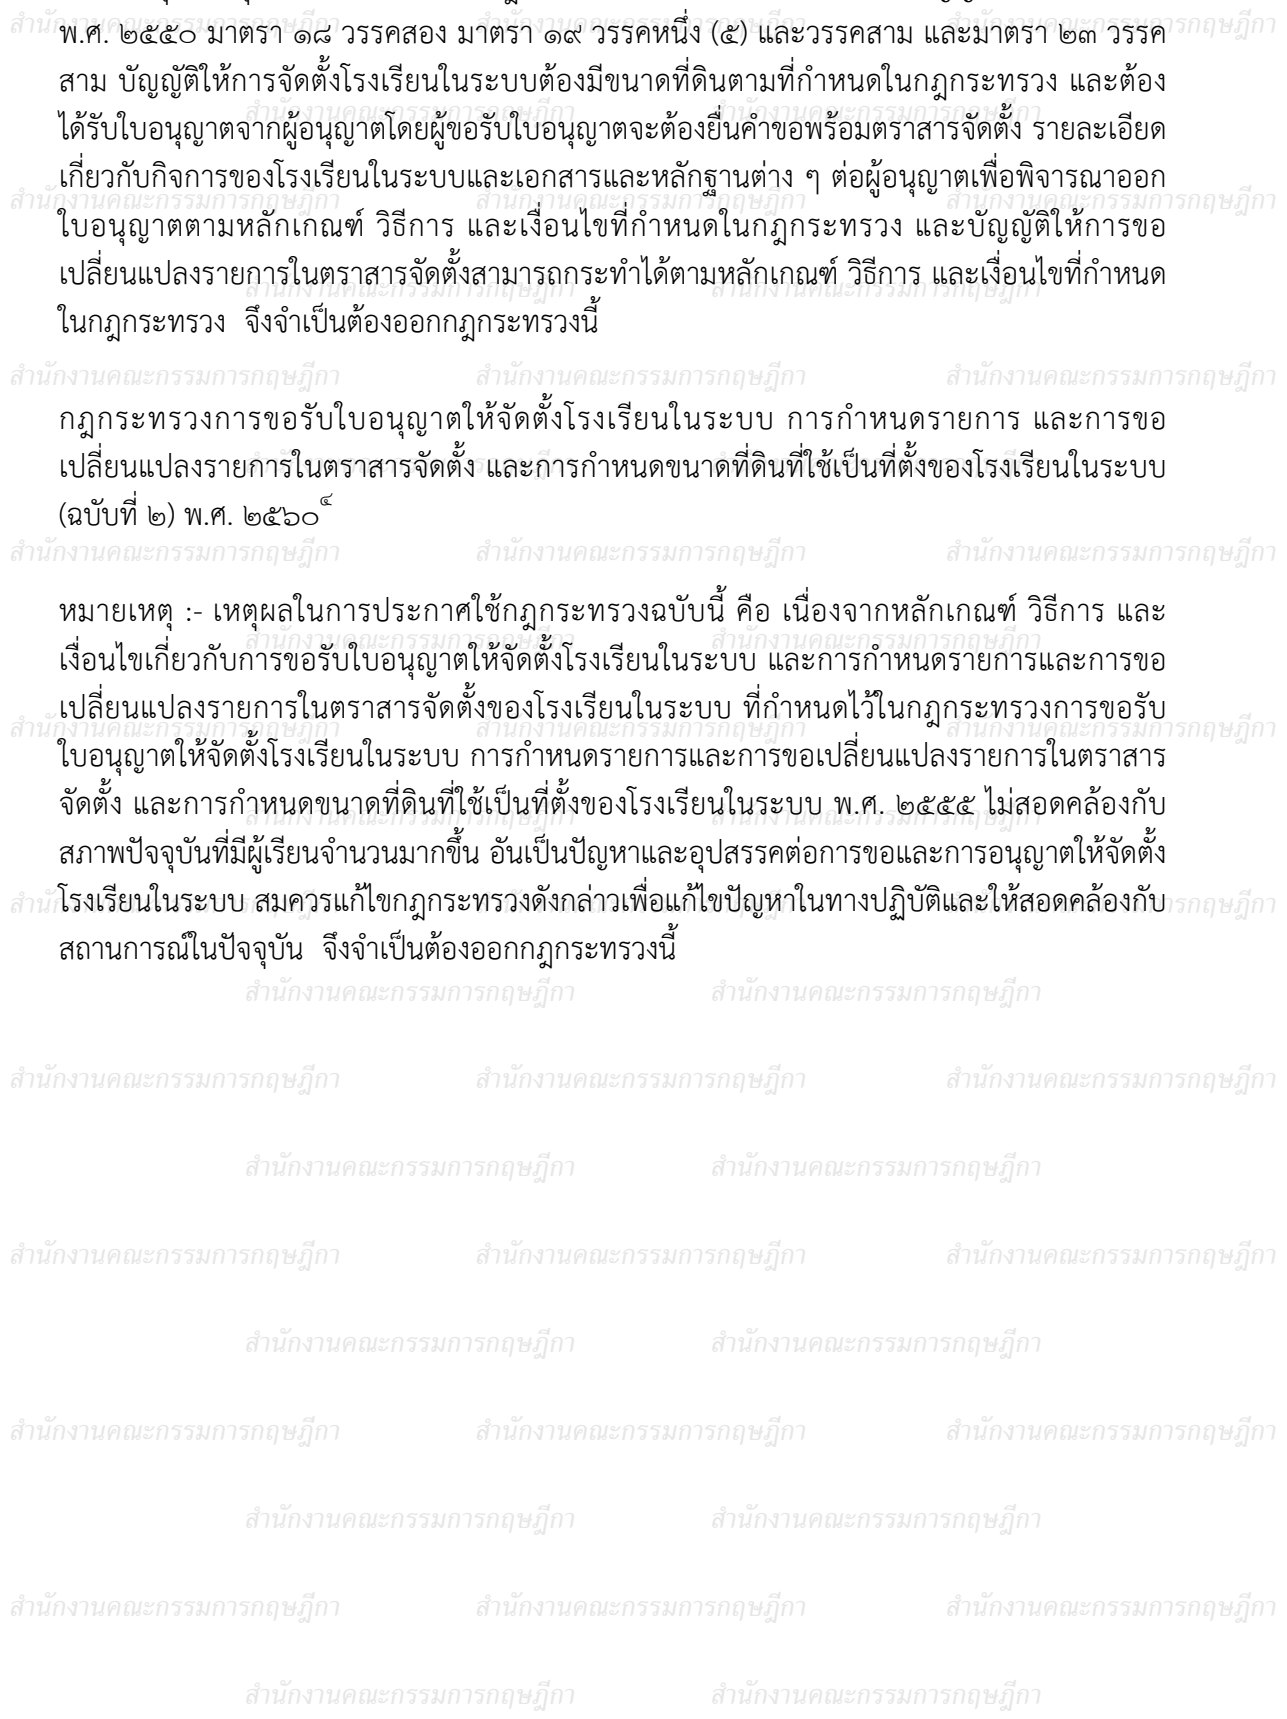 พ.ศ. ๒๕๕๐ มาตรา ๑๘ วรรคสอง มาตรา ๑๙ วรรคหนึ่ง (๕) และวรรคสาม และมาตรา ๒๓ วรรค
สาม บัญญัติให้การจัดตั้งโรงเรียนในระบบต้องมีขนาดที่ดินตามที่กำหนดในกฎกระทรวง และต้อง
ได้รับใบอนุญาตจากผู้อนุญาตโดยผู้ขอรับใบอนุญาตจะต้องยื่นคำขอพร้อมตราสารจัดตั้ง รายละเอียด
เกี่ยวกับกิจการของโรงเรียนในระบบและเอกสารและหลักฐานต่าง ๆ ต่อผู้อนุญาตเพื่อพิจารณาออก
ใบอนุญาตตามหลักเกณฑ์ วิธีการ และเงื่อนไขที่กำหนดในกฎกระทรวง และบัญญัติให้การขอ
เปลี่ยนแปลงรายการในตราสารจัดตั้งสามารถกระทำได้ตามหลักเกณฑ์ วิธีการ และเงื่อนไขที่กำหนด
ในกฎกระทรวง จึงจำเป็นต้องออกกฎกระทรวงนี้
กฎกระทรวงการขอรับใบอนุญาตให้จัดตั้งโรงเรียนในระบบ การกำหนดรายการ และการขอ
เปลี่ยนแปลงรายการในตราสารจัดตั้ง และการกำหนดขนาดที่ดินที่ใช้เป็นที่ตั้งของโรงเรียนในระบบ
(ฉบับที่ ๒) พ.ศ. ๒๕๖๐๔
หมายเหตุ :- เหตุผลในการประกาศใช้กฎกระทรวงฉบับนี้ คือ เนื่องจากหลักเกณฑ์ วิธีการ และ
เงื่อนไขเกี่ยวกับการขอรับใบอนุญาตให้จัดตั้งโรงเรียนในระบบ และการกำหนดรายการและการขอ
เปลี่ยนแปลงรายการในตราสารจัดตั้งของโรงเรียนในระบบ ที่กำหนดไว้ในกฎกระทรวงการขอรับ
ใบอนุญาตให้จัดตั้งโรงเรียนในระบบ การกำหนดรายการและการขอเปลี่ยนแปลงรายการในตราสาร
จัดตั้ง และการกำหนดขนาดที่ดินที่ใช้เป็นที่ตั้งของโรงเรียนในระบบ พ.ศ. ๒๕๕๕ ไม่สอดคล้องกับ
สภาพปัจจุบันที่มีผู้เรียนจำนวนมากขึ้น อันเป็นปัญหาและอุปสรรคต่อการขอและการอนุญาตให้จัดตั้ง
โรงเรียนในระบบ สมควรแก้ไขกฎกระทรวงดังกล่าวเพื่อแก้ไขปัญหาในทางปฏิบัติและให้สอดคล้องกับ
สถานการณ์ในปัจจุบัน จึงจำเป็นต้องออกกฎกระทรวงนี้
สำนักงานคณะกรรมการกฤษฎีกา